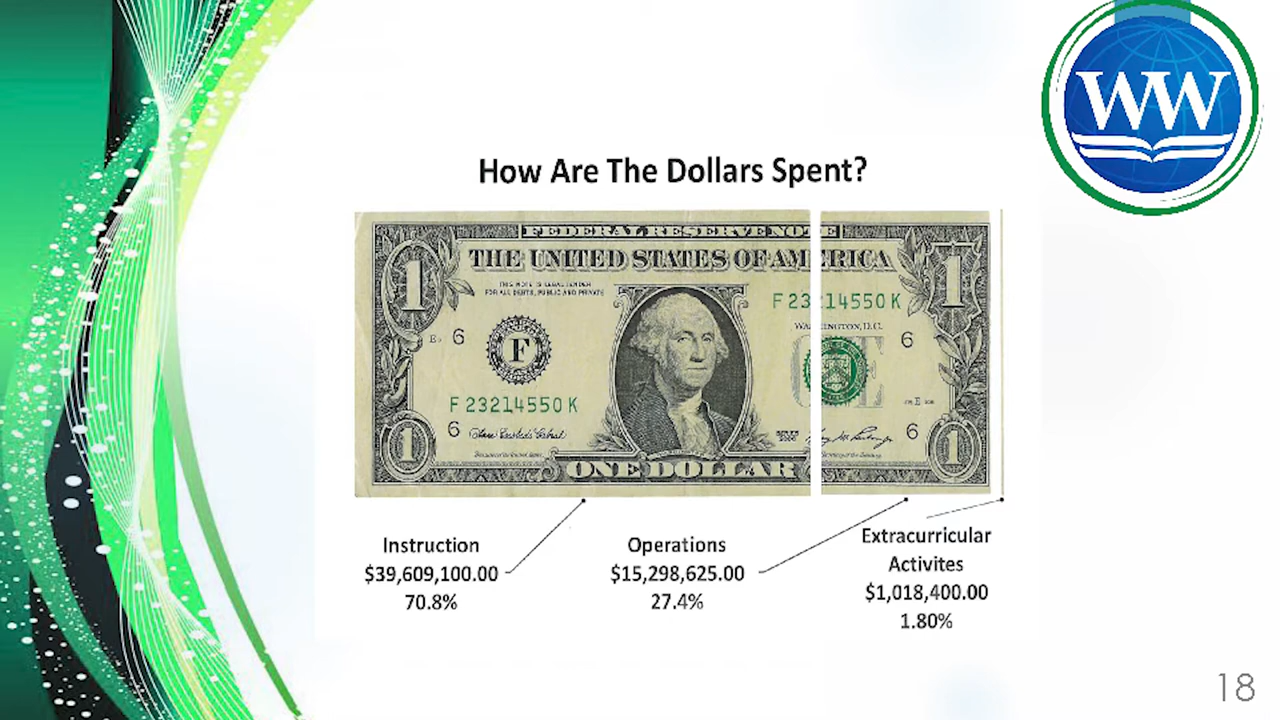 WW
How Are The Dollars Spent?
FEDERAL RESERVE NOTE
THE UNITED STATES OF AMERICA
THIS NOTE IS LEGAL TENDER
FOR ALL DEBTS, PUBLIC AND PRIVATE
F 23214550 K
WASHINGTON, D.C.
1
1
6
6
F
F 23214550 K
6
6
1
1
ONE DOLLAR
Instruction
$39,609,100.00
70.8%
Operations
$15,298,625.00
27.4%
Extracurricular
Activites
$1,018,400.00
1.80%
18